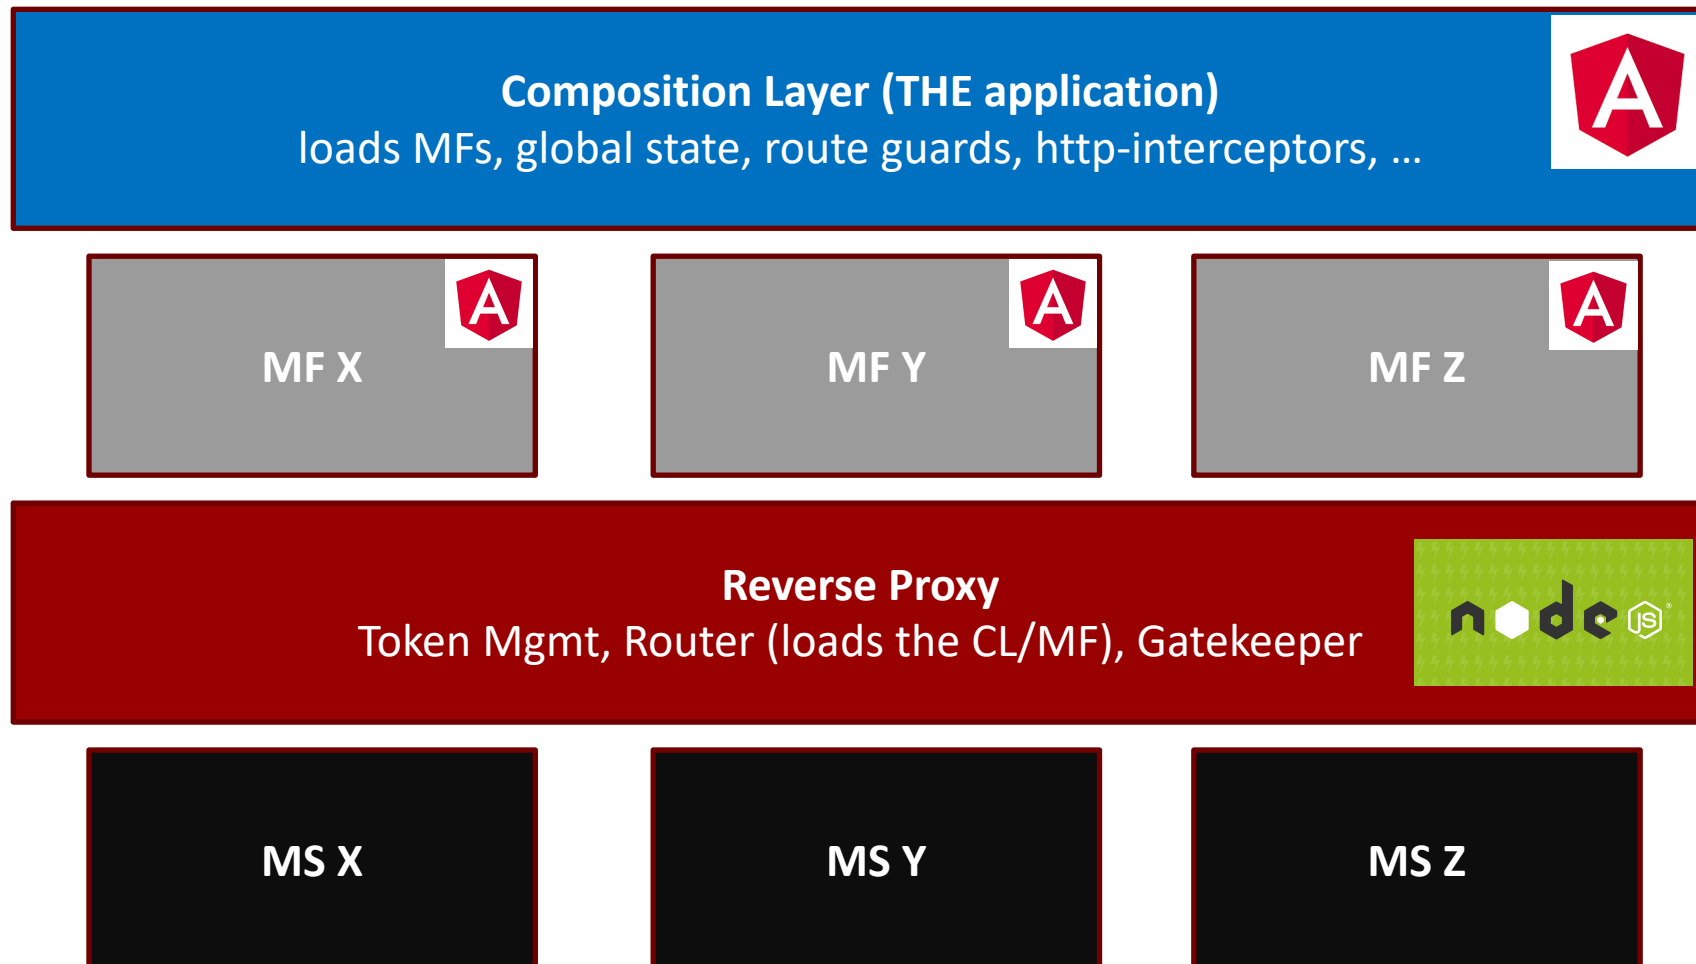 Composition Layer (THE application)
loads MFs, global state, route guards, http-interceptors, ...
A
MF X
A
MF Y
A
MF Z
A
Reverse Proxy
Token Mgmt, Router (loads the CL/MF), Gatekeeper
node JS ®
MS X
MS Y
MS Z